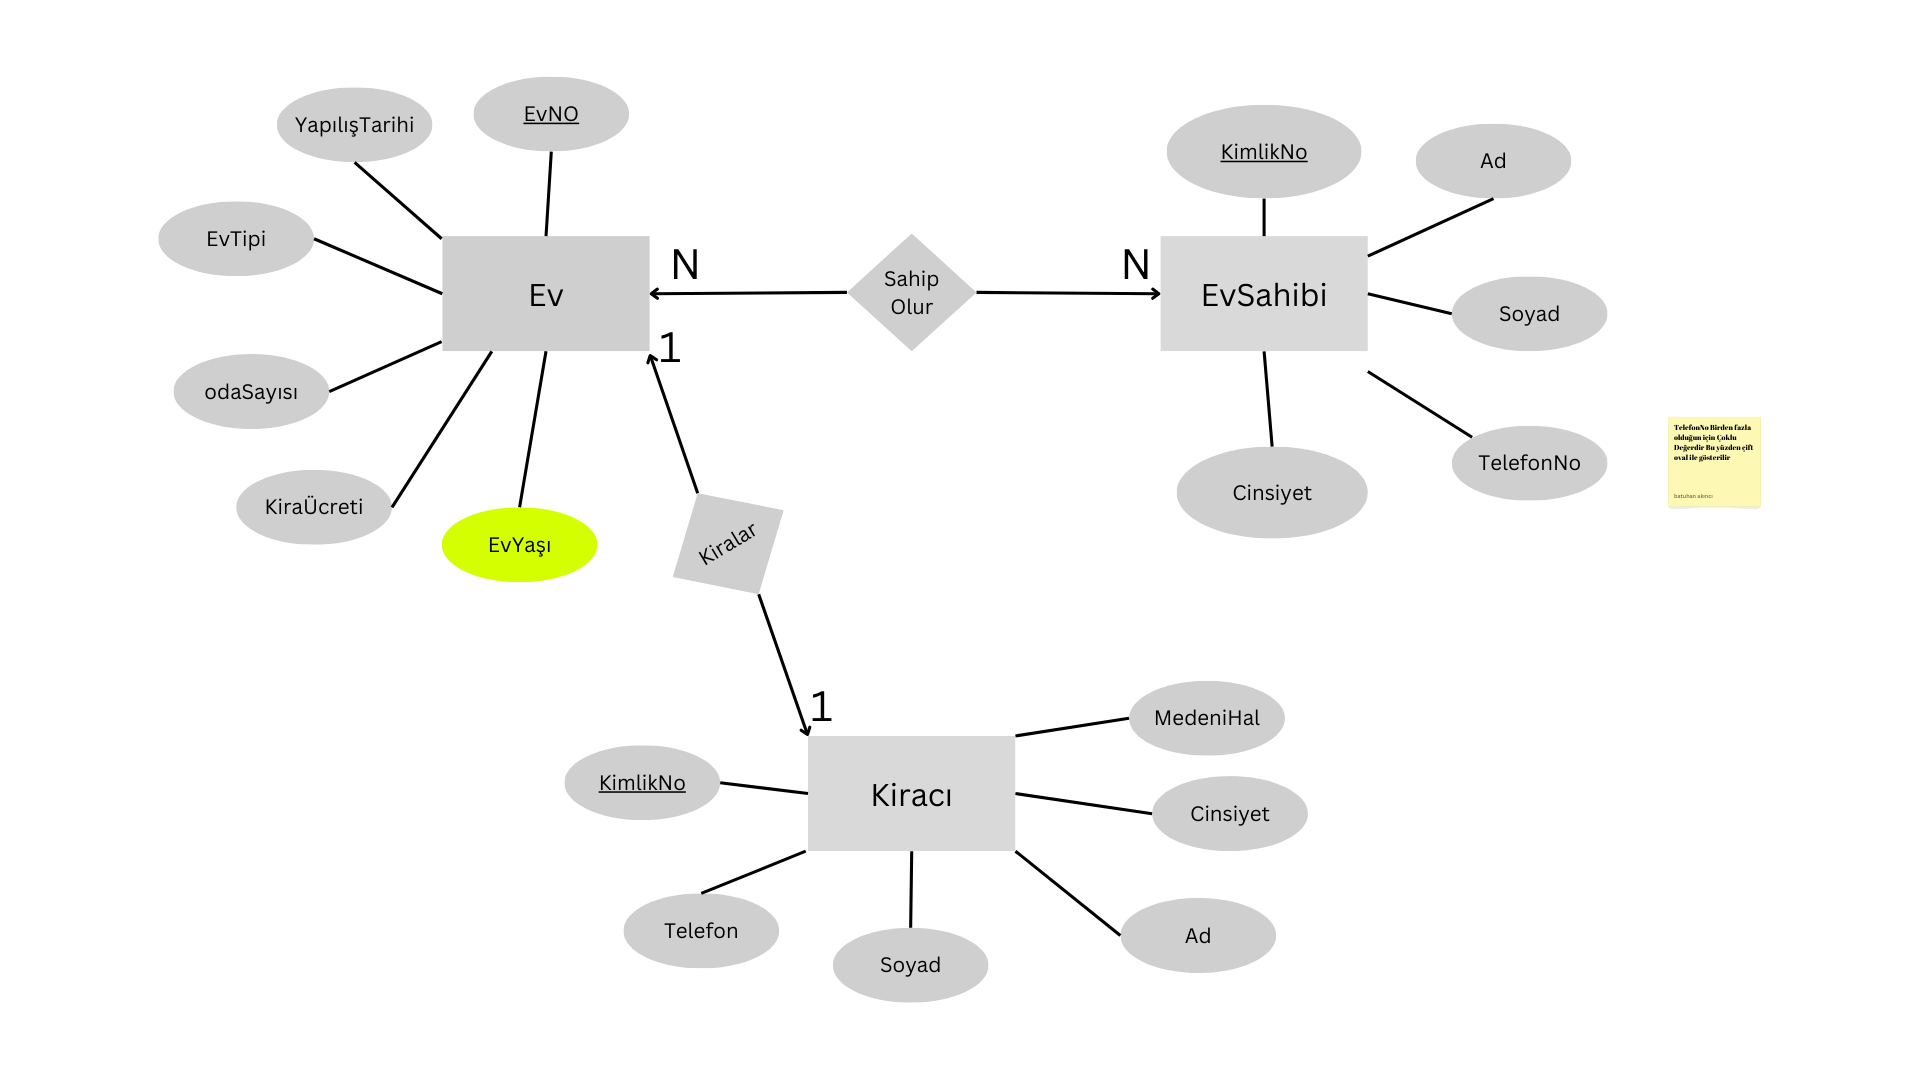 EvNO
YapılışTarihi
KimlikNo
Ad
EvTipi
N
N
Sahip
Olur
Ev
EvSahibi
Soyad
1
odaSayısı
TelefonNo Birden fazla
olduğun için Çoklu
Değerdir Bu yüzden çift
oval ile gösterilir
batuhan akıncı
TelefonNo
Cinsiyet
KiraÜcreti
EvYaşı
Kiralar
1
MedeniHal
KimlikNo
Kiracı
Cinsiyet
Telefon
Ad
Soyad